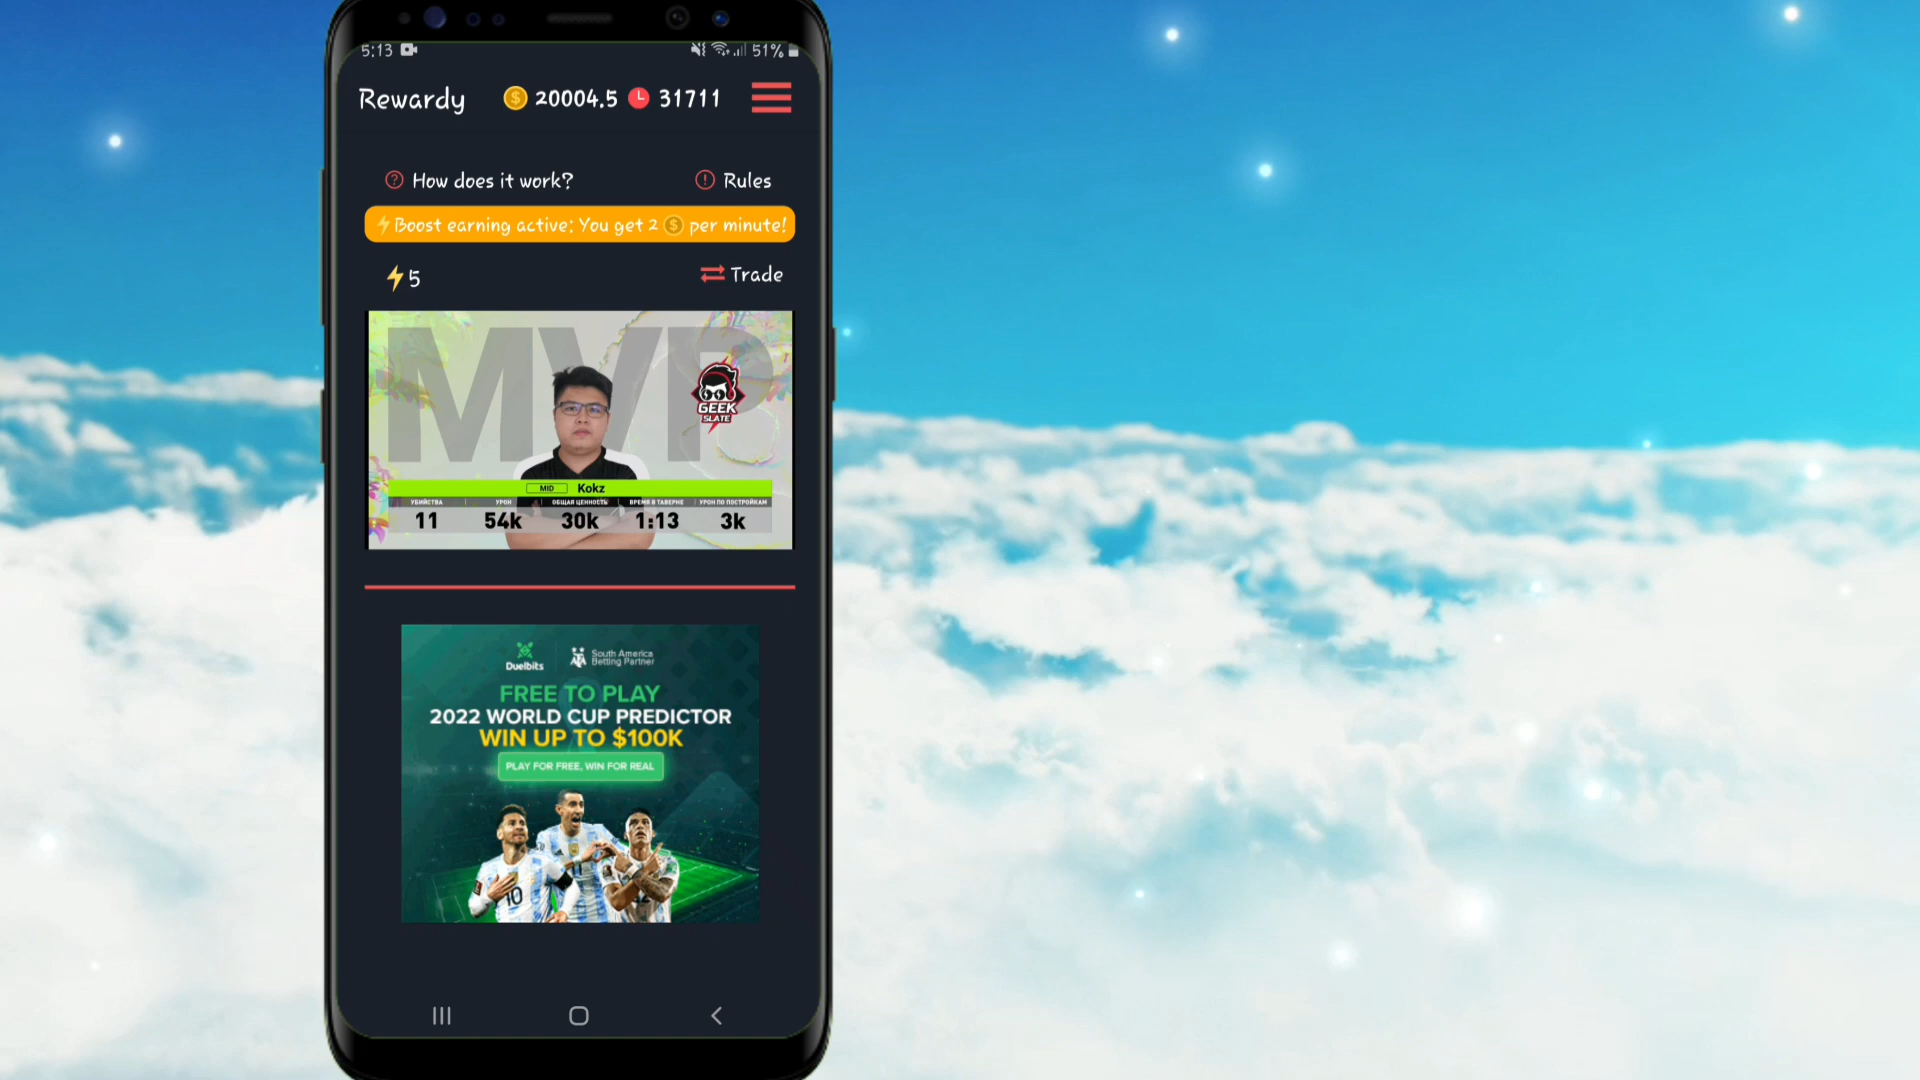 5:13 51%
Rewardy 20004.5 31711
How does it work? Rules
Boost earning active: You get 2 $ per minute!
5 Trade
MVP
GEEK
SLATE
MID Kokz
УБИЙСТВА УРОН ОБЩАЯ ЦЕННОСТЬ ВРЕМЯ В ТАВЕРНЕ УРОН ПО ПОСТРОЙКАМ
11 54k 30k 1:13 3k
Duelbits South America
Betting Partner
FREE TO PLAY
2022 WORLD CUP PREDICTOR
WIN UP TO $100K
PLAY FOR FREE, WIN FOR REAL
10